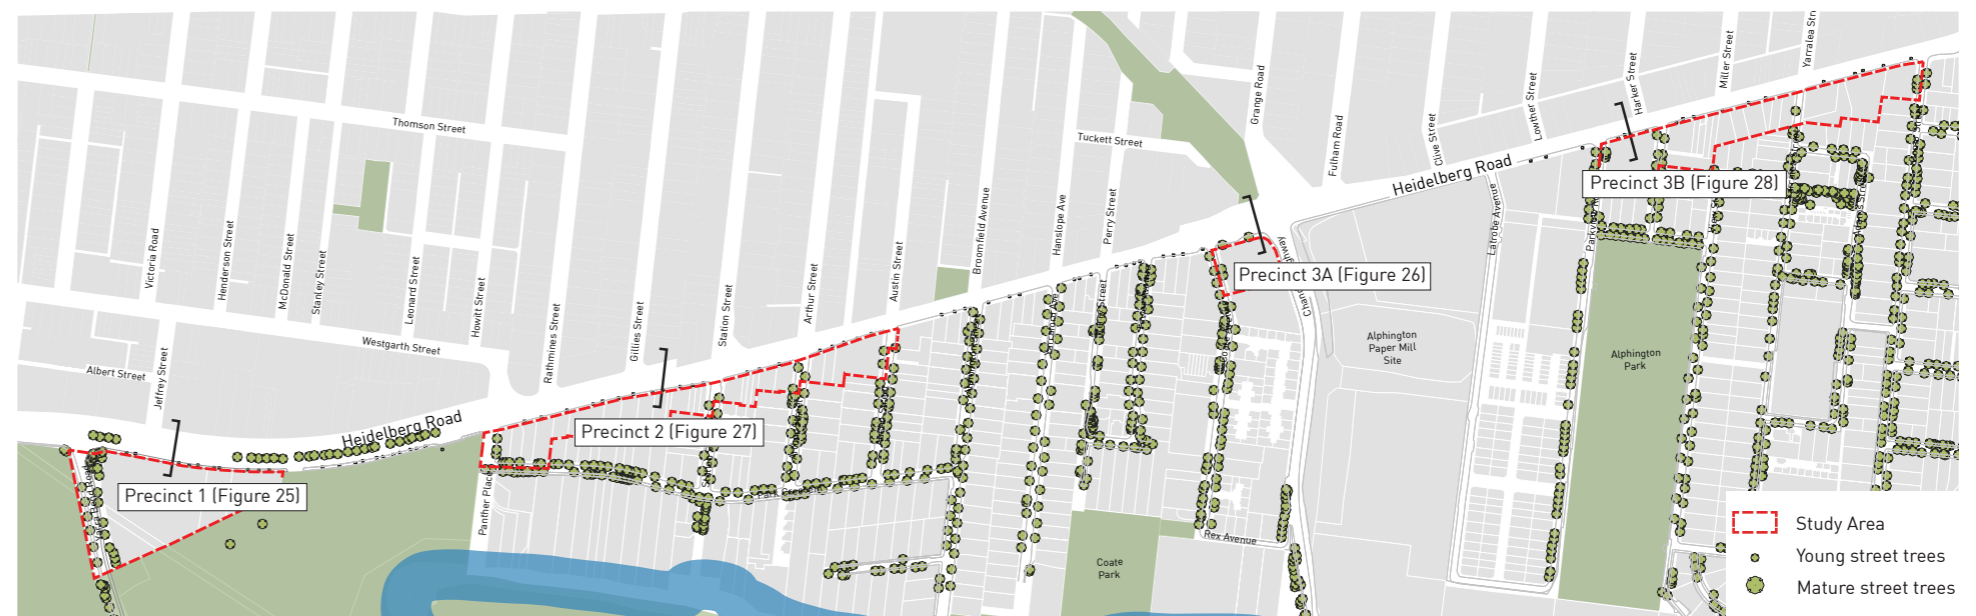 Thomson Street
Victoria Road
Henderson Street
McDonald Street
Stanley Street
Leonard Street
Howitt Street
Westgarth Street
Albert Street
Jeffrey Street
Rathmines Street
Gillies Street
Station Street
Arthur Street
Austin Street
Broomfield Avenue
Hanslope Ave
Perry Street
Tuckett Street
Grange Road
Fulham Road
Clive Street
Lowther Street
Harker Street
Miller Street
Heidelberg Road
Heidelberg Road
Precinct 1 (Figure 25)
Precinct 2 (Figure 27)
Precinct 3A (Figure 26)
Precinct 3B (Figure 28)
Latrobe Avenue
Alphington
Paper Mill
Site
Alphington
Park
Panther Place
Street
Rex Avenue
Coate
Park
Study Area
Young street trees
Mature street trees